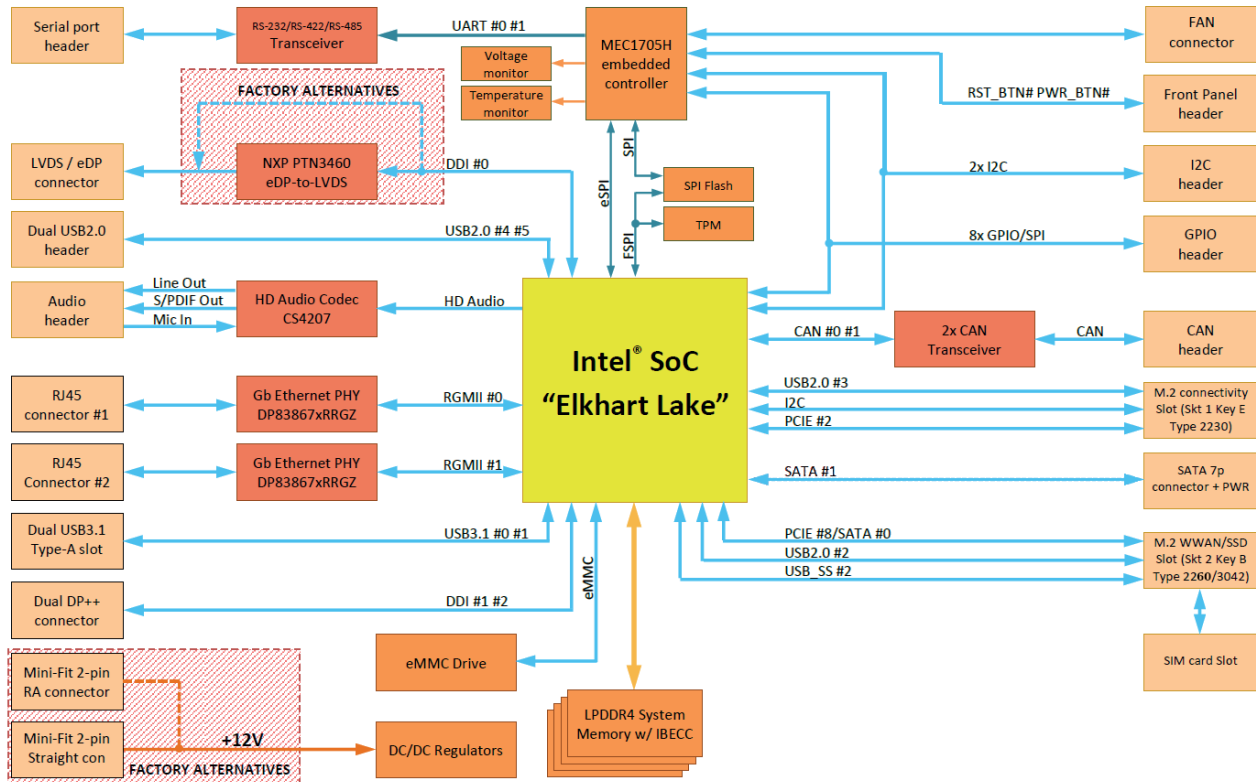 Serial port
header
RS-232/RS-422/RS-485
Transceiver
UART #0 #1
MEC1705H
embedded
controller
Voltage
monitor
Temperature
monitor
FAN
connector
RST_BTN# PWR_BTN#
Front Panel
header
FACTORY ALTERNATIVES
LVDS / eDP
connector
NXP PTN3460
eDP-to-LVDS
DDI #0
eSPI
SPI
FSPI
SPI Flash
TPM
2x I2C
I2C
header
Dual USB2.0
header
USB2.0 #4 #5
8x GPIO/SPI
GPIO
header
Audio
header
Line Out
S/PDIF Out
Mic In
HD Audio Codec
CS4207
HD Audio
Intel® SoC
“Elkhart Lake”
CAN #0 #1
2x CAN
Transceiver
CAN
CAN
header
RJ45
connector #1
Gb Ethernet PHY
DP83867xRRGZ
RGMII #0
USB2.0 #3
I2C
PCIE #2
M.2 connectivity
Slot (Skt 1 Key E
Type 2230)
RJ45
Connector #2
Gb Ethernet PHY
DP83867xRRGZ
RGMII #1
SATA #1
SATA 7p
connector + PWR
Dual USB3.1
Type-A slot
USB3.1 #0 #1
PCIE #8/SATA #0
USB2.0 #2
USB_SS #2
M.2 WWAN/SSD
Slot (Skt 2 Key B
Type 2260/3042)
Dual DP++
connector
DDI #1 #2
eMMC
eMMC Drive
SIM card Slot
Mini-Fit 2-pin
RA connector
Mini-Fit 2-pin
Straight con
+12V
FACTORY ALTERNATIVES
DC/DC Regulators
LPDDR4 System
Memory w/ IBECC